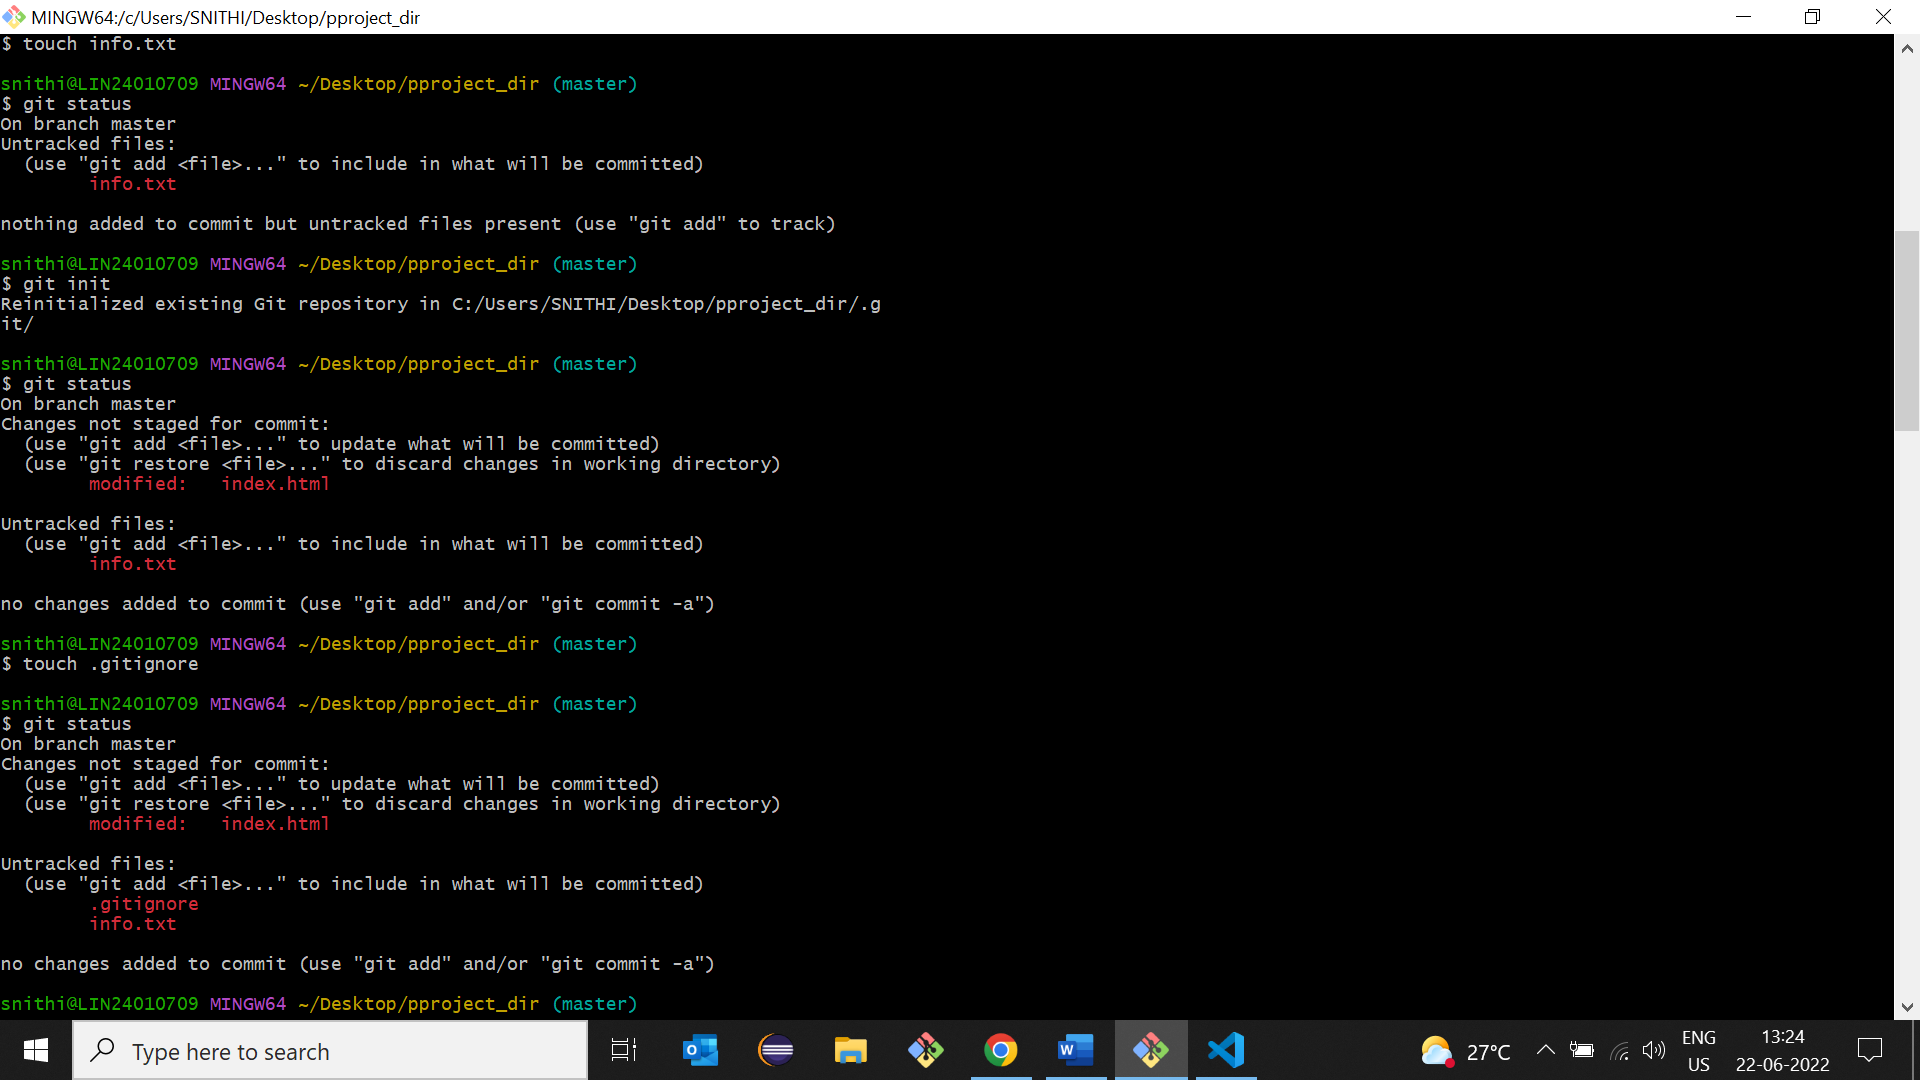 MINGW64:/c/Users/SNITHI/Desktop/pproject_dir
$ touch info.txt
snithi@LIN24010709 MINGW64 ~/Desktop/pproject_dir (master)
$ git status
On branch master
Untracked files:
  (use "git add <file>..." to include in what will be committed)
        info.txt
nothing added to commit but untracked files present (use "git add" to track)
snithi@LIN24010709 MINGW64 ~/Desktop/pproject_dir (master)
$ git init
Reinitialized existing Git repository in C:/Users/SNITHI/Desktop/pproject_dir/.g
it/
snithi@LIN24010709 MINGW64 ~/Desktop/pproject_dir (master)
$ git status
On branch master
Changes not staged for commit:
  (use "git add <file>..." to update what will be committed)
  (use "git restore <file>..." to discard changes in working directory)
        modified:   index.html
Untracked files:
  (use "git add <file>..." to include in what will be committed)
        info.txt
no changes added to commit (use "git add" and/or "git commit -a")
snithi@LIN24010709 MINGW64 ~/Desktop/pproject_dir (master)
$ touch .gitignore
snithi@LIN24010709 MINGW64 ~/Desktop/pproject_dir (master)
$ git status
On branch master
Changes not staged for commit:
  (use "git add <file>..." to update what will be committed)
  (use "git restore <file>..." to discard changes in working directory)
        modified:   index.html
Untracked files:
  (use "git add <file>..." to include in what will be committed)
        .gitignore
        info.txt
no changes added to commit (use "git add" and/or "git commit -a")
snithi@LIN24010709 MINGW64 ~/Desktop/pproject_dir (master)
Type here to search
27°C
ENG
US
13:24
22-06-2022